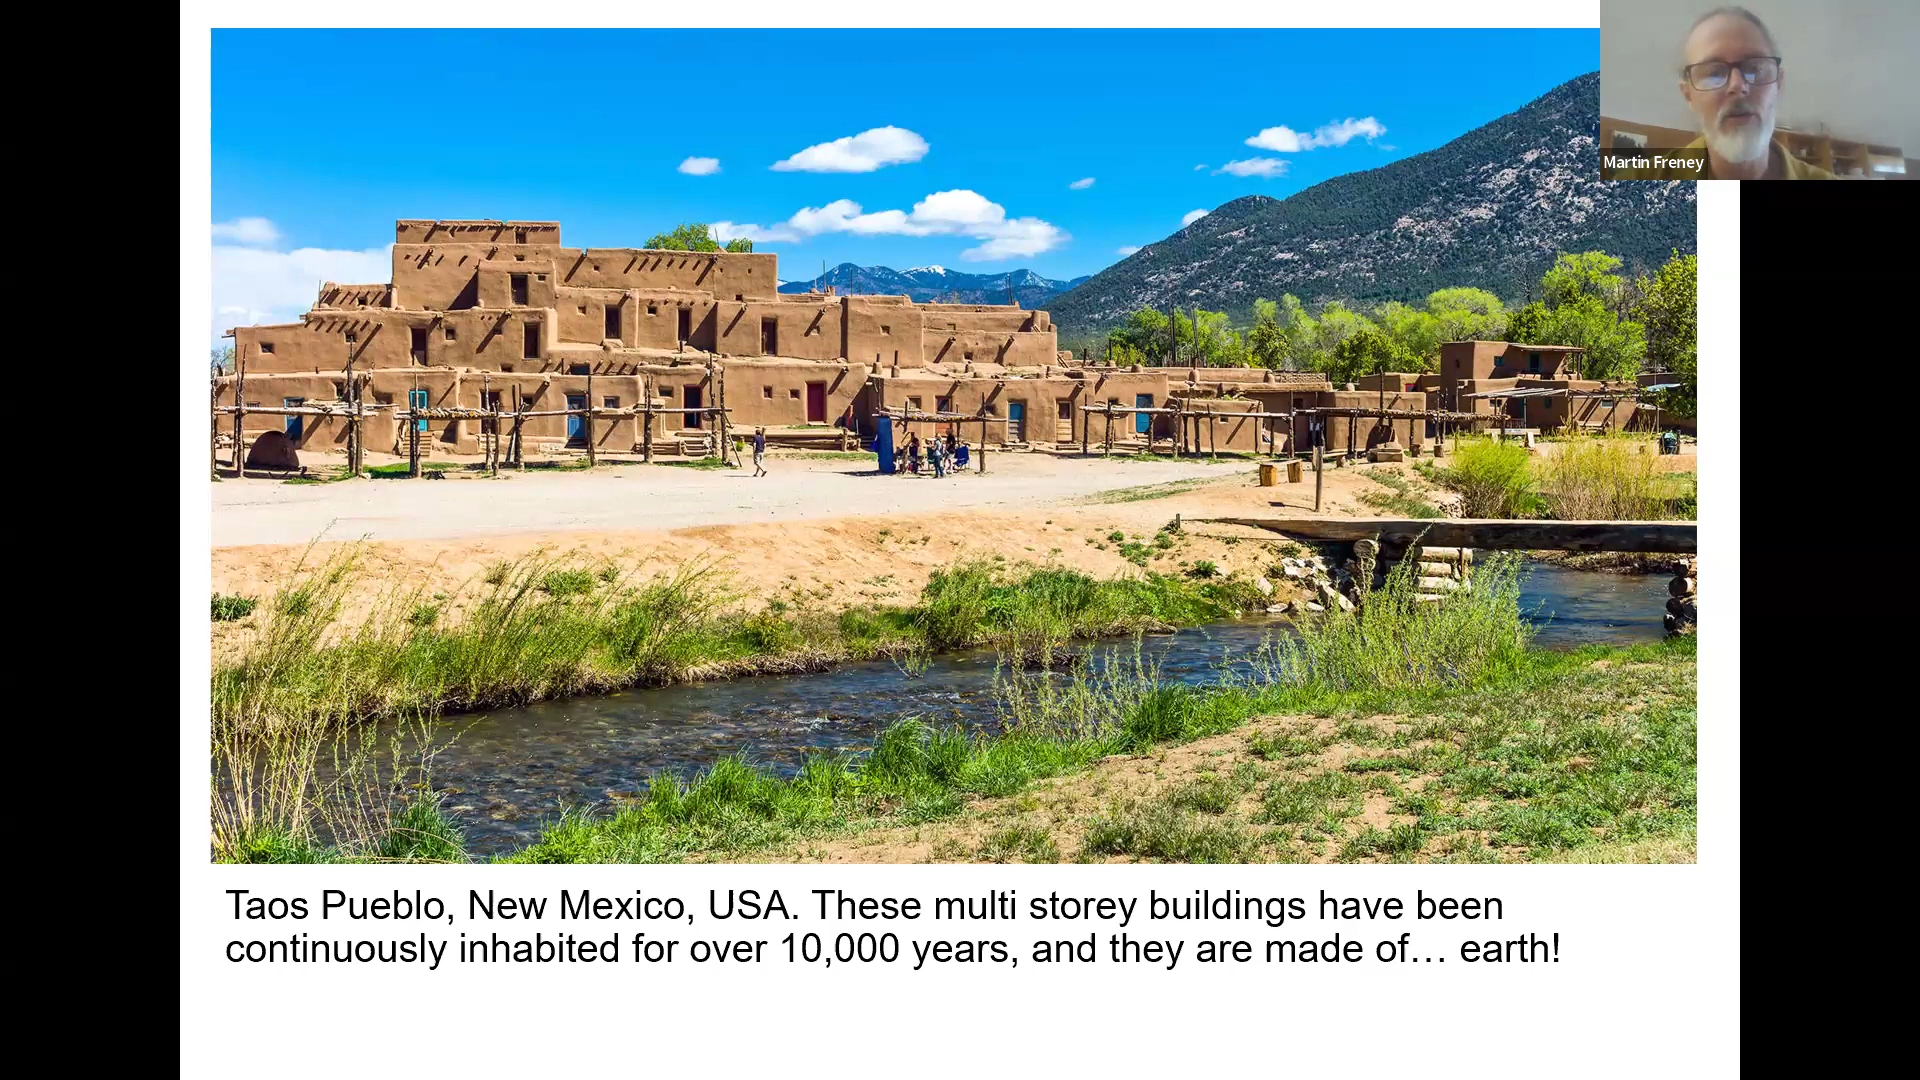 Martin Freney
Taos Pueblo, New Mexico, USA. These multi storey buildings have been
continuously inhabited for over 10,000 years, and they are made of… earth!